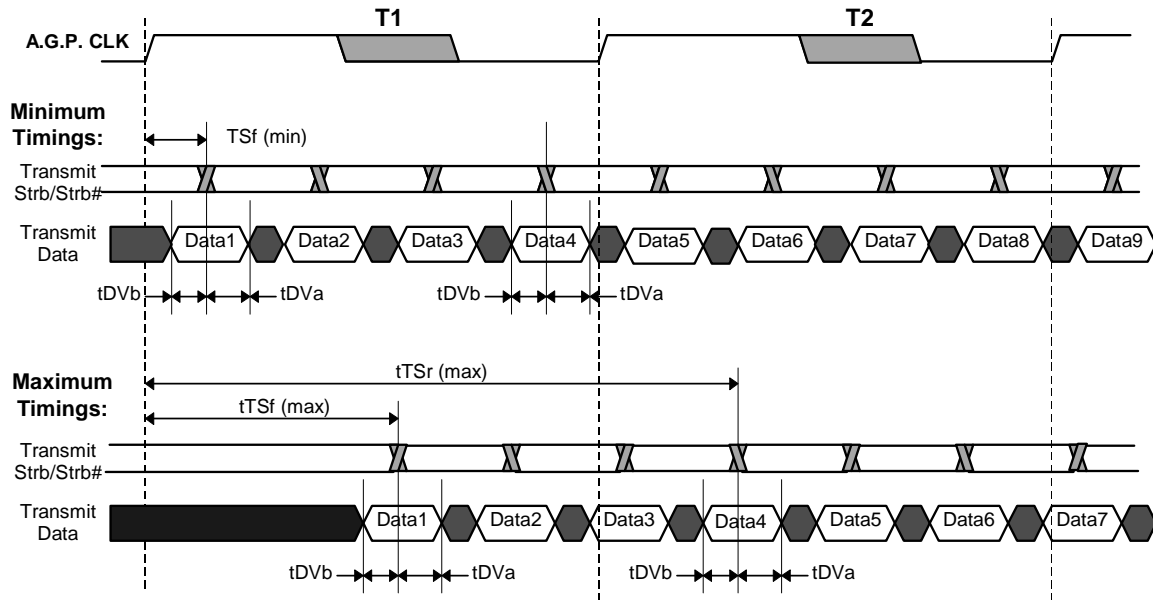 T1 T2
A.G.P. CLK
Minimum
Timings:
TSf (min)
Transmit
Strb/Strb#
Transmit
Data
Data1 Data2 Data3 Data4 Data5 Data6 Data7 Data8 Data9
tDVb tDVa tDVb tDVa
Maximum
Timings:
tTSr (max)
tTSf (max)
Transmit
Strb/Strb#
Transmit
Data
Data1 Data2 Data3 Data4 Data5 Data6 Data7
tDVb tDVa tDVb tDVa